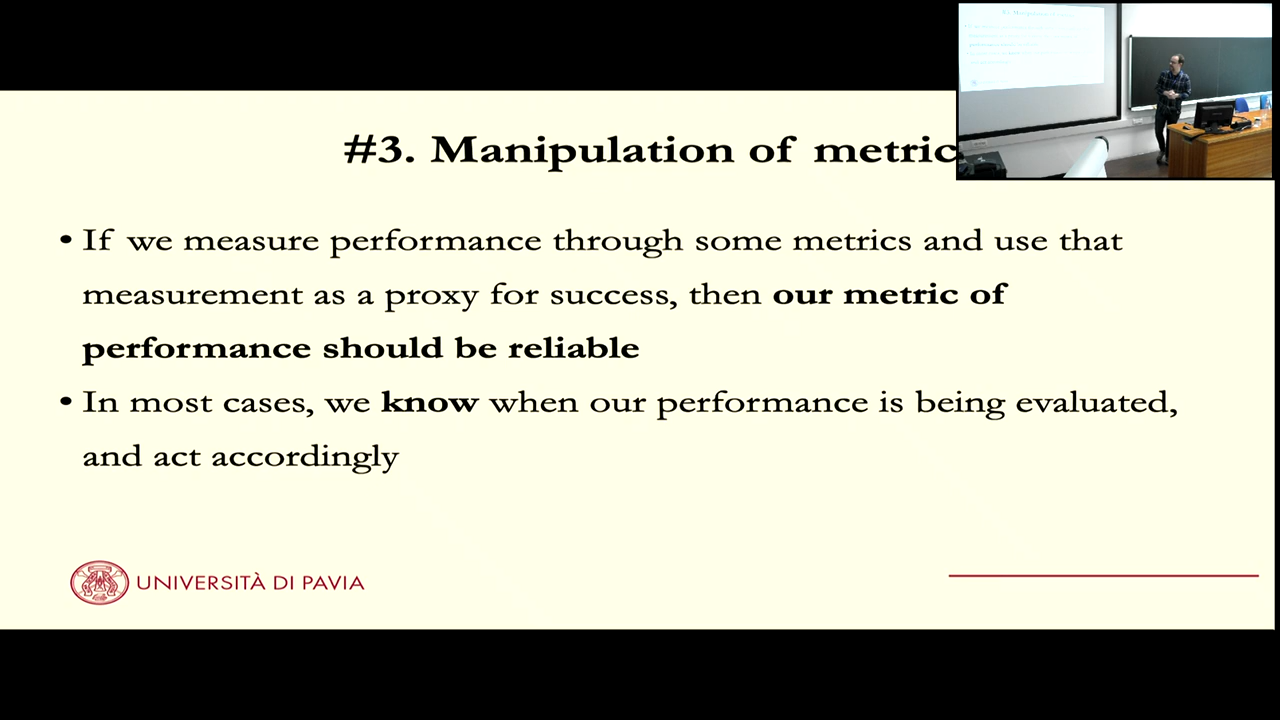 #3. Manipulation of metric
• If we measure performance through some metrics and use that
measurement as a proxy for success, then our metric of
performance should be reliable
• In most cases, we know when our performance is being evaluated,
and act accordingly
UNIVERSITÀ DI PAVIA